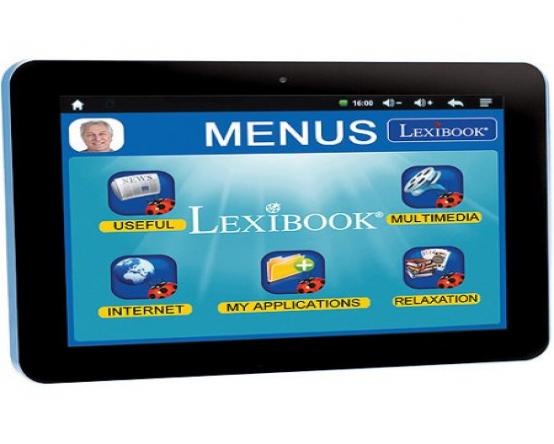 16:00
MENUS
LEXIBOOK®
NEWS
USEFUL
LEXIBOOK®
MULTIMEDIA
INTERNET
MY APPLICATIONS
RELAXATION